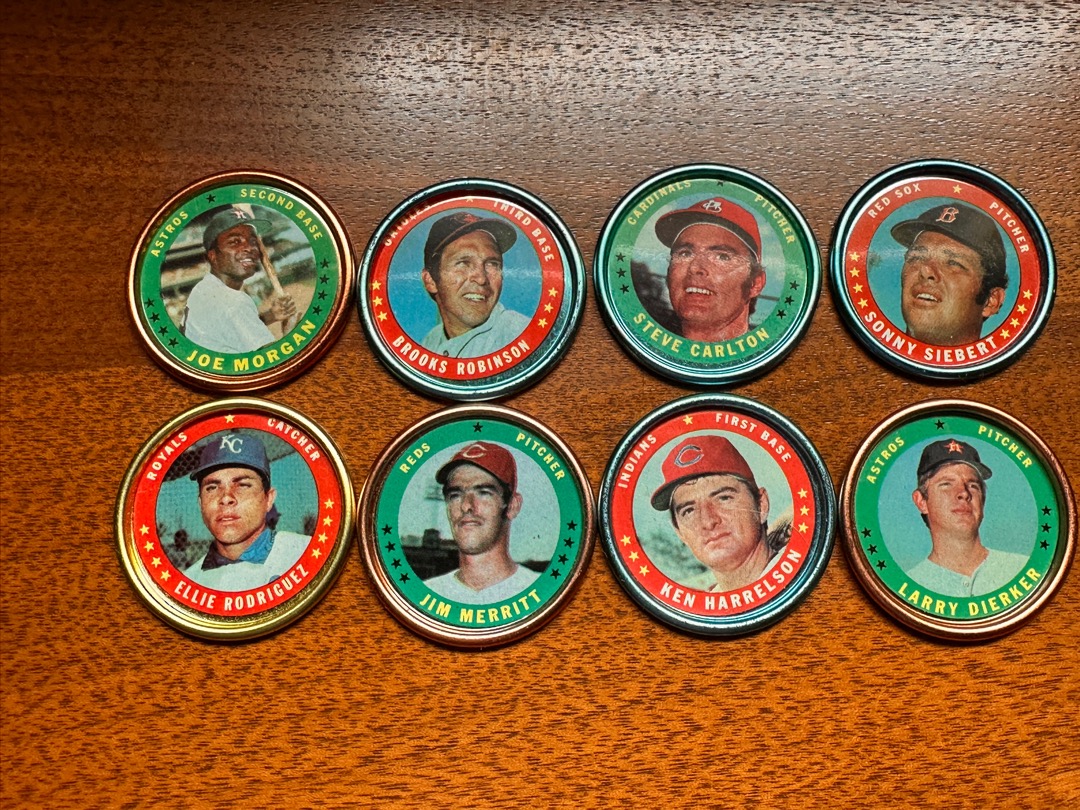 ASTROS SECOND BASE
JOE MORGAN
ORIOLES THIRD BASE
BROOKS ROBINSON
CARDINALS PITCHER
STEVE CARLTON
RED SOX PITCHER
B
SONNY SIEBERT
ROYALS CATCHER
KC
ELLIE RODRIGUEZ
REDS PITCHER
C
JIM MERRITT
INDIANS FIRST BASE
C
KEN HARRELSON
ASTROS PITCHER
LARRY DIERKER